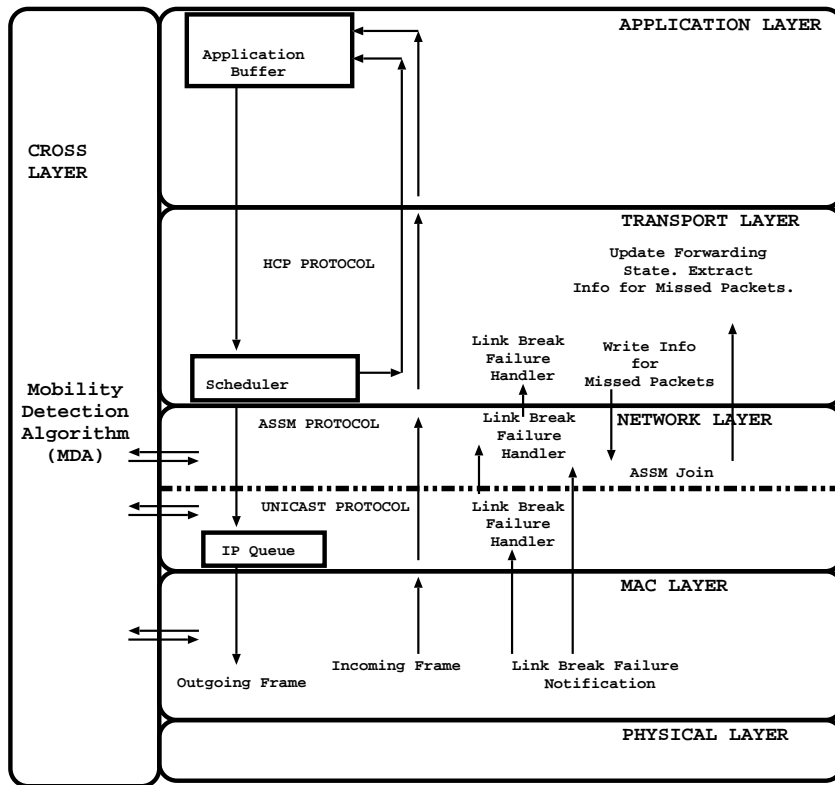 APPLICATION LAYER
Application
Buffer
CROSS
LAYER
TRANSPORT LAYER
Update Forwarding
State. Extract
Info for Missed Packets.
HCP PROTOCOL
Link Break
Failure
Handler
Write Info
for
Missed Packets
Scheduler
Mobility
Detection
Algorithm
(MDA)
ASSM PROTOCOL
Link Break
Failure
Handler
NETWORK LAYER
ASSM Join
UNICAST PROTOCOL
Link Break
Failure
Handler
IP Queue
MAC LAYER
Outgoing Frame
Incoming Frame
Link Break Failure
Notification
PHYSICAL LAYER